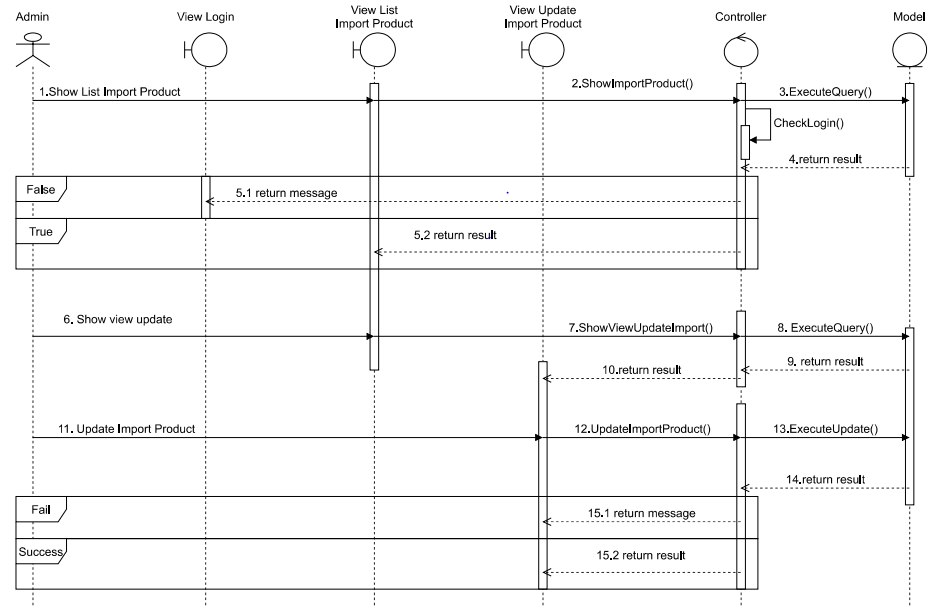 Admin
View Login
View List
Import Product
View Update
Import Product
Controller
Model
1.Show List Import Product
2.ShowImportProduct()
3.ExecuteQuery()
CheckLogin()
4.return result
False
5.1 return message
True
5.2 return result
6. Show view update
7.ShowViewUpdateImport()
8. ExecuteQuery()
9. return result
10.return result
11. Update Import Product
12.UpdateImportProduct()
13.ExecuteUpdate()
14.return result
Fail
15.1 return message
Success
15.2 return result